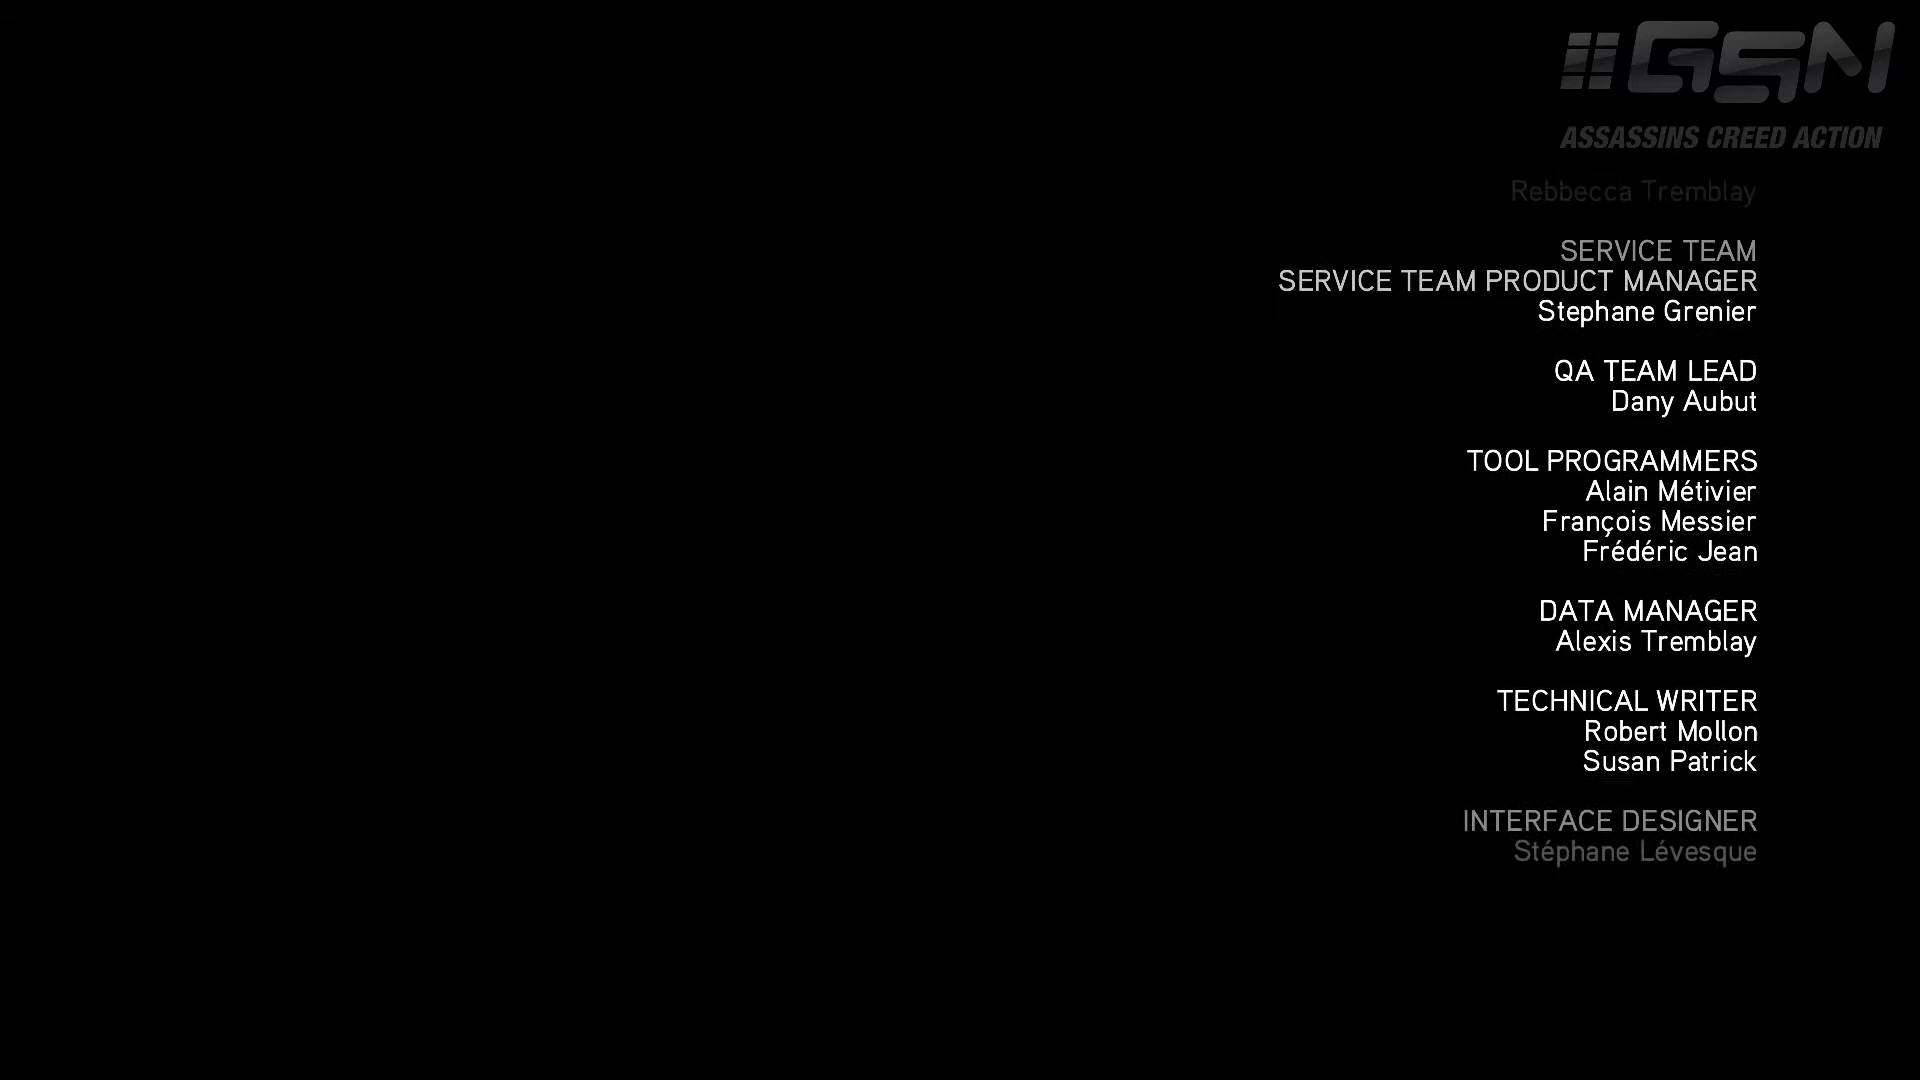 GSN
ASSASSINS CREED ACTION
Rebbecca Tremblay
SERVICE TEAM
SERVICE TEAM PRODUCT MANAGER
Stephane Grenier
QA TEAM LEAD
Dany Aubut
TOOL PROGRAMMERS
Alain Métivier
François Messier
Frédéric Jean
DATA MANAGER
Alexis Tremblay
TECHNICAL WRITER
Robert Mollon
Susan Patrick
INTERFACE DESIGNER
Stéphane Lévesque